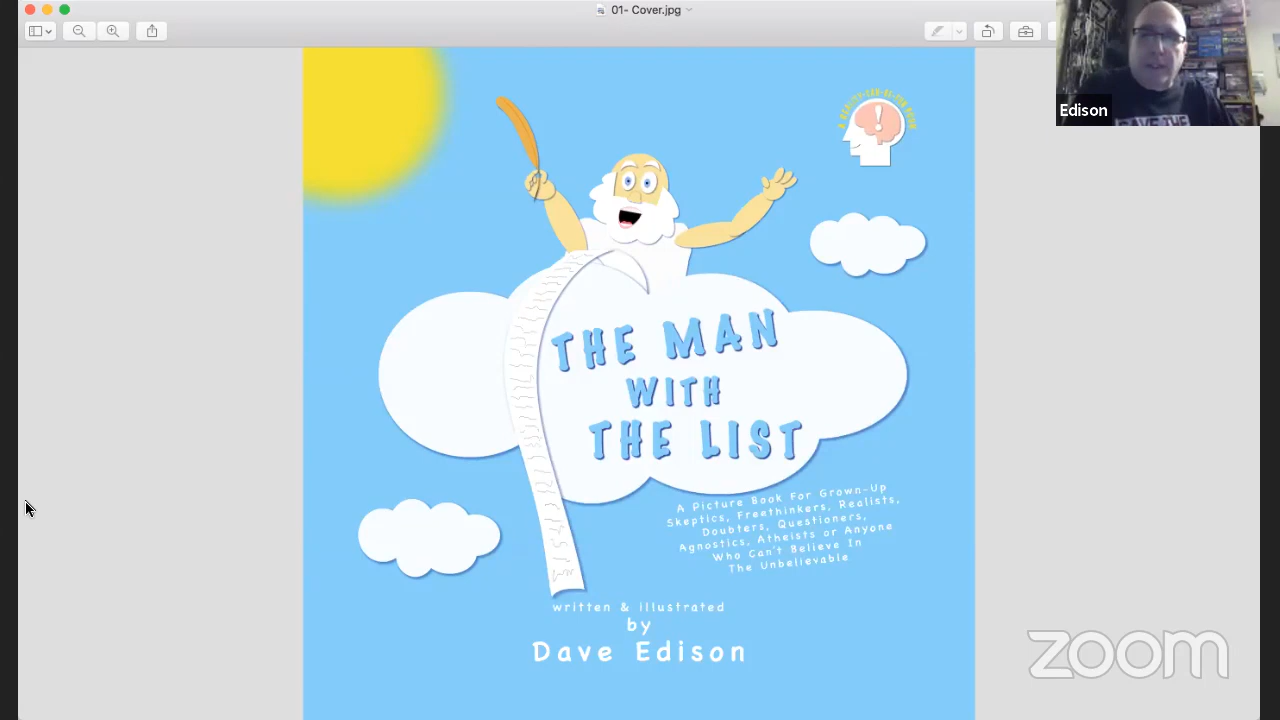 01- Cover.jpg
Edison
THE MAN
WITH
THE LIST
A Picture Book For Grown-Up
Skeptics, Freethinkers, Realists,
Doubters, Questioners,
Agnostics, Atheists or Anyone
Who Can't Believe In
The Unbelievable
written & illustrated
by
Dave Edison
zoom